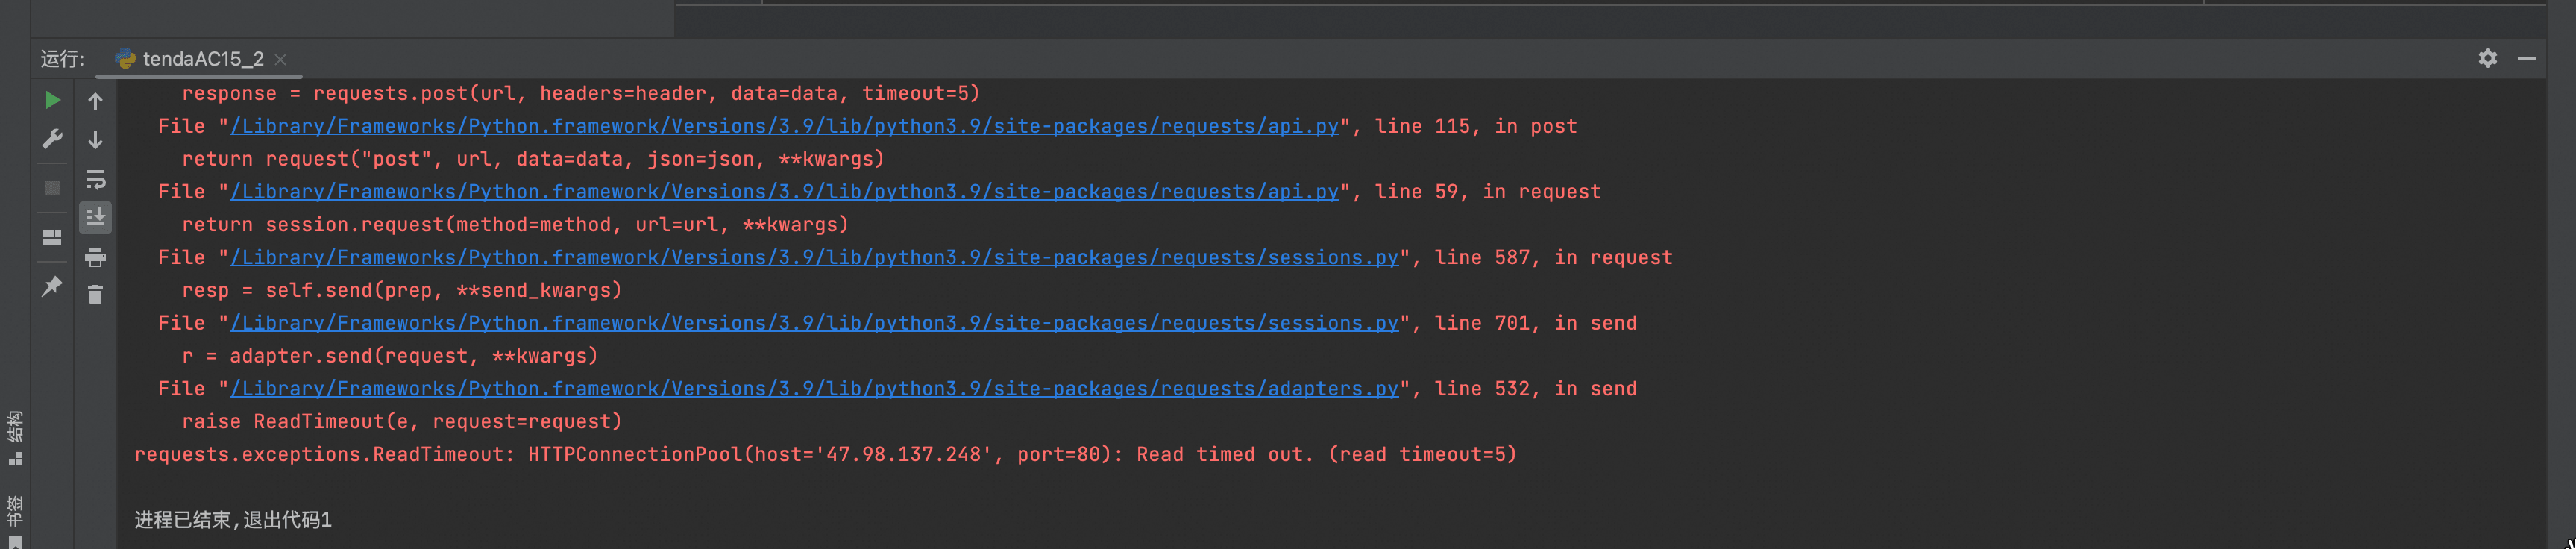 运行: tendaAC15_2
response = requests.post(url, headers=header, data=data, timeout=5)
File "/Library/Frameworks/Python.framework/Versions/3.9/lib/python3.9/site-packages/requests/api.py", line 115, in post
return request("post", url, data=data, json=json, **kwargs)
File "/Library/Frameworks/Python.framework/Versions/3.9/lib/python3.9/site-packages/requests/api.py", line 59, in request
return session.request(method=method, url=url, **kwargs)
File "/Library/Frameworks/Python.framework/Versions/3.9/lib/python3.9/site-packages/requests/sessions.py", line 587, in request
resp = self.send(prep, **send_kwargs)
File "/Library/Frameworks/Python.framework/Versions/3.9/lib/python3.9/site-packages/requests/sessions.py", line 701, in send
r = adapter.send(request, **kwargs)
File "/Library/Frameworks/Python.framework/Versions/3.9/lib/python3.9/site-packages/requests/adapters.py", line 532, in send
raise ReadTimeout(e, request=request)
requests.exceptions.ReadTimeout: HTTPConnectionPool(host='47.98.137.248', port=80): Read timed out. (read timeout=5)
进程已结束,退出代码1
结构
书签